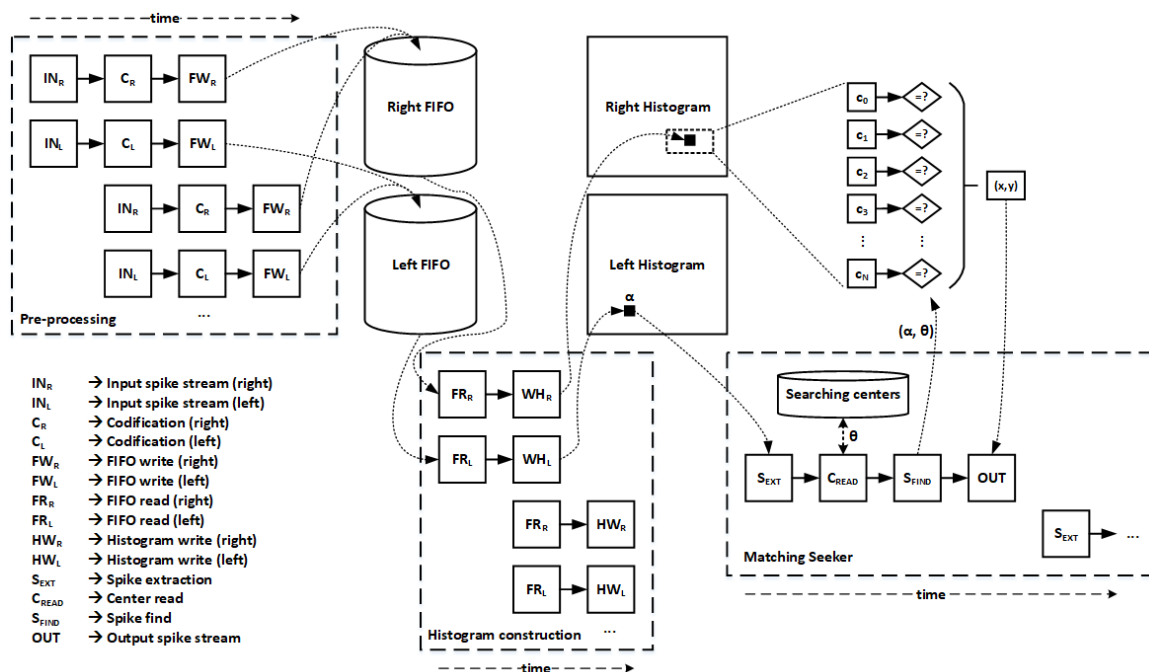 time
IN_R C_R FW_R
IN_L C_L FW_L
IN_R C_R FW_R
IN_L C_L FW_L
...
Pre-processing
Right FIFO
Left FIFO
Right Histogram
Left Histogram
α
c_0 =?
c_1 =?
c_2 =?
c_3 =?
⋮ ⋮
c_N =?
(x,y)
(α, θ)
IN_R → Input spike stream (right)
IN_L → Input spike stream (left)
C_R → Codification (right)
C_L → Codification (left)
FW_R → FIFO write (right)
FW_L → FIFO write (left)
FR_R → FIFO read (right)
FR_L → FIFO read (left)
HW_R → Histogram write (right)
HW_L → Histogram write (left)
S_EXT → Spike extraction
C_READ → Center read
S_FIND → Spike find
OUT → Output spike stream
FR_R WH_R
FR_L WH_L
FR_R HW_R
FR_L HW_L
Histogram construction ...
time
Searching centers
θ
S_EXT C_READ S_FIND OUT
S_EXT ...
Matching Seeker
time